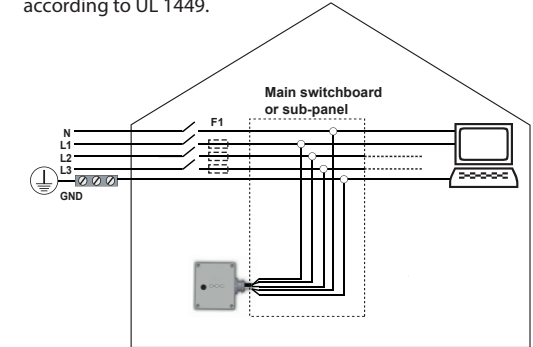 according to UL 1449.
Main switchboard
or sub-panel
F1
N
L1
L2
L3
GND